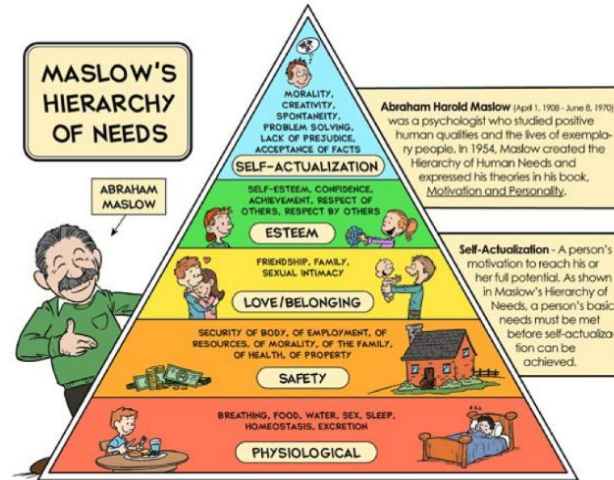 MASLOW'S
HIERARCHY
OF NEEDS
ABRAHAM
MASLOW
MORALITY,
CREATIVITY,
SPONTANEITY,
PROBLEM SOLVING,
LACK OF PREJUDICE,
ACCEPTANCE OF FACTS
SELF-ACTUALIZATION
SELF-ESTEEM, CONFIDENCE,
ACHIEVEMENT, RESPECT OF
OTHERS, RESPECT BY OTHERS
ESTEEM
FRIENDSHIP, FAMILY,
SEXUAL INTIMACY
LOVE/BELONGING
SECURITY OF BODY, OF EMPLOYMENT, OF
RESOURCES, OF MORALITY, OF THE FAMILY,
OF HEALTH, OF PROPERTY
SAFETY
BREATHING, FOOD, WATER, SEX, SLEEP,
HOMEOSTASIS, EXCRETION
PHYSIOLOGICAL
Abraham Harold Maslow (April 1, 1908 - June 8, 1970)
was a psychologist who studied positive
human qualities and the lives of exempla-
ry people. In 1954, Maslow created the
Hierarchy of Human Needs and
expressed his theories in his book,
Motivation and Personality.
Self-Actualization - A person's
motivation to reach his or
her full potential. As shown
in Maslow's Hierarchy of
Needs, a person's basic
needs must be met
before self-actualiza-
tion can be
achieved.